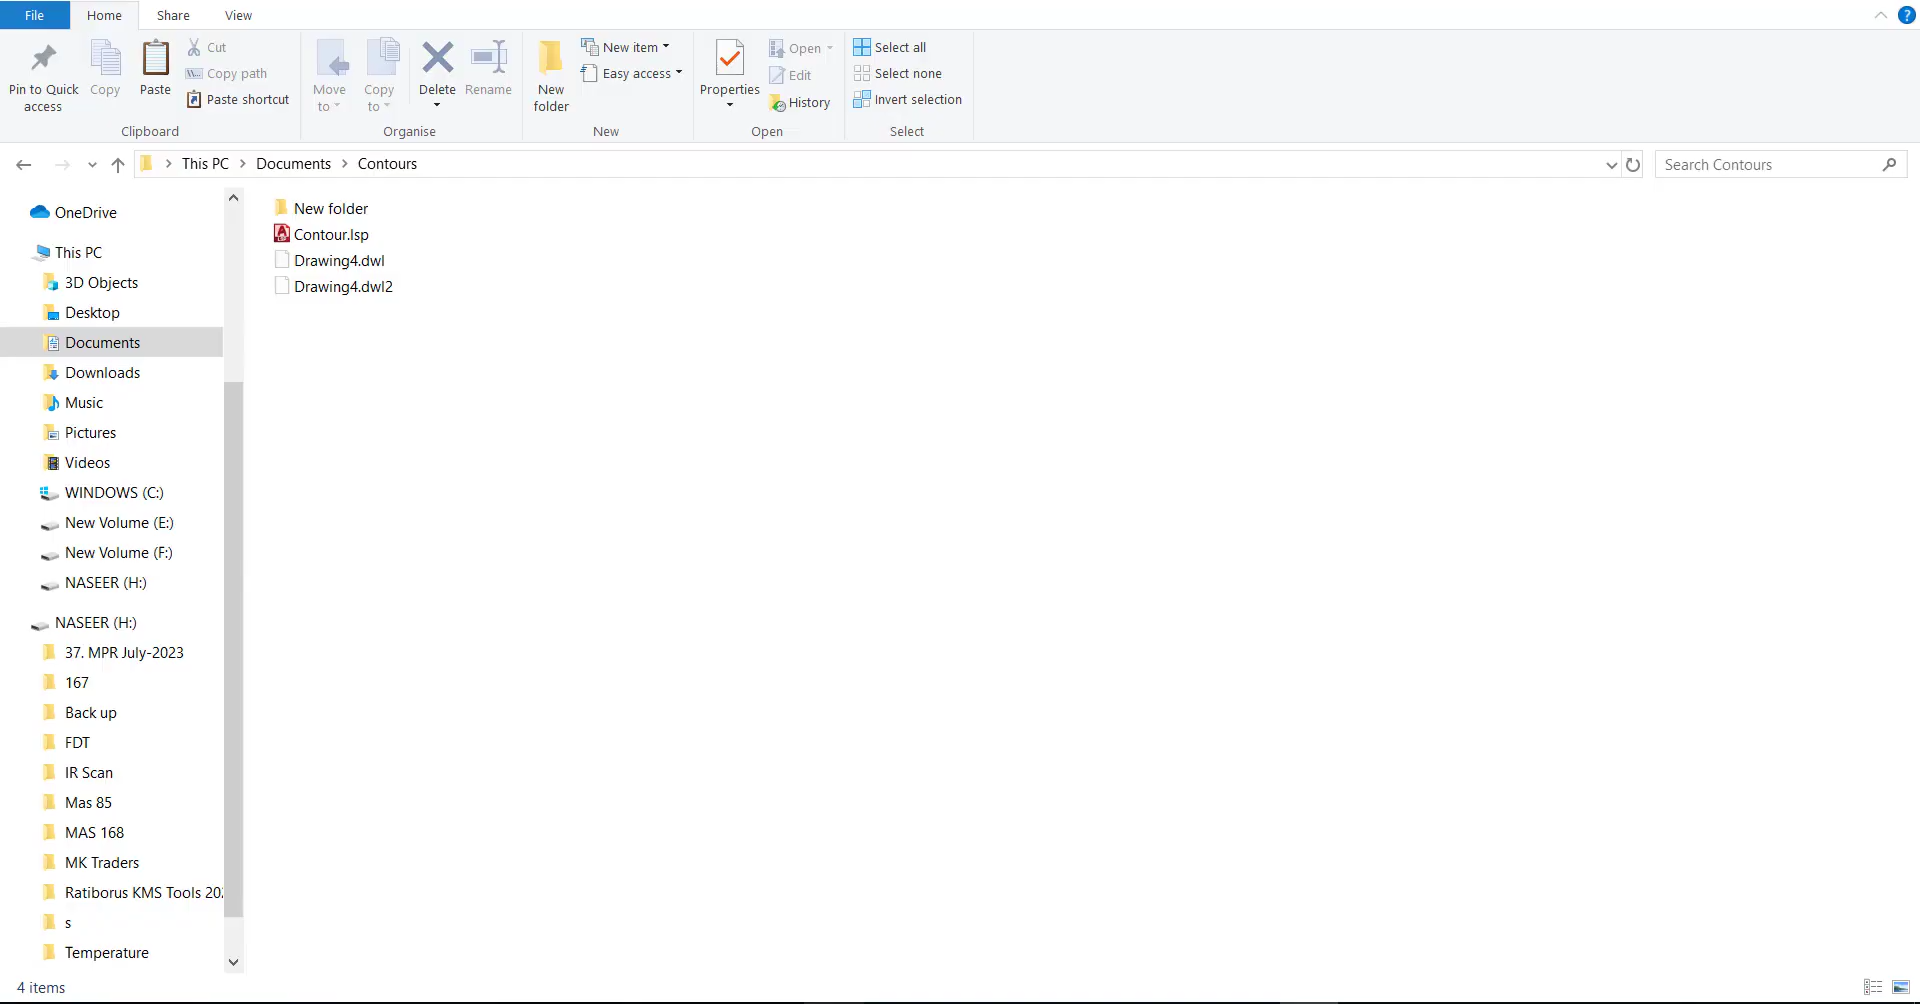 File Home Share View
Pin to Quick access
Copy
Paste
Cut
Copy path
Paste shortcut
Clipboard
Move to
Copy to
Delete
Rename
Organise
New folder
New item
Easy access
New
Properties
Open
Edit
History
Open
Select all
Select none
Invert selection
Select
This PC > Documents > Contours
Search Contours
OneDrive
This PC
3D Objects
Desktop
Documents
Downloads
Music
Pictures
Videos
WINDOWS (C:)
New Volume (E:)
New Volume (F:)
NASEER (H:)
NASEER (H:)
37. MPR July-2023
167
Back up
FDT
IR Scan
Mas 85
MAS 168
MK Traders
Ratiborus KMS Tools 20
s
Temperature
New folder
Contour.lsp
Drawing4.dwl
Drawing4.dwl2
4 items